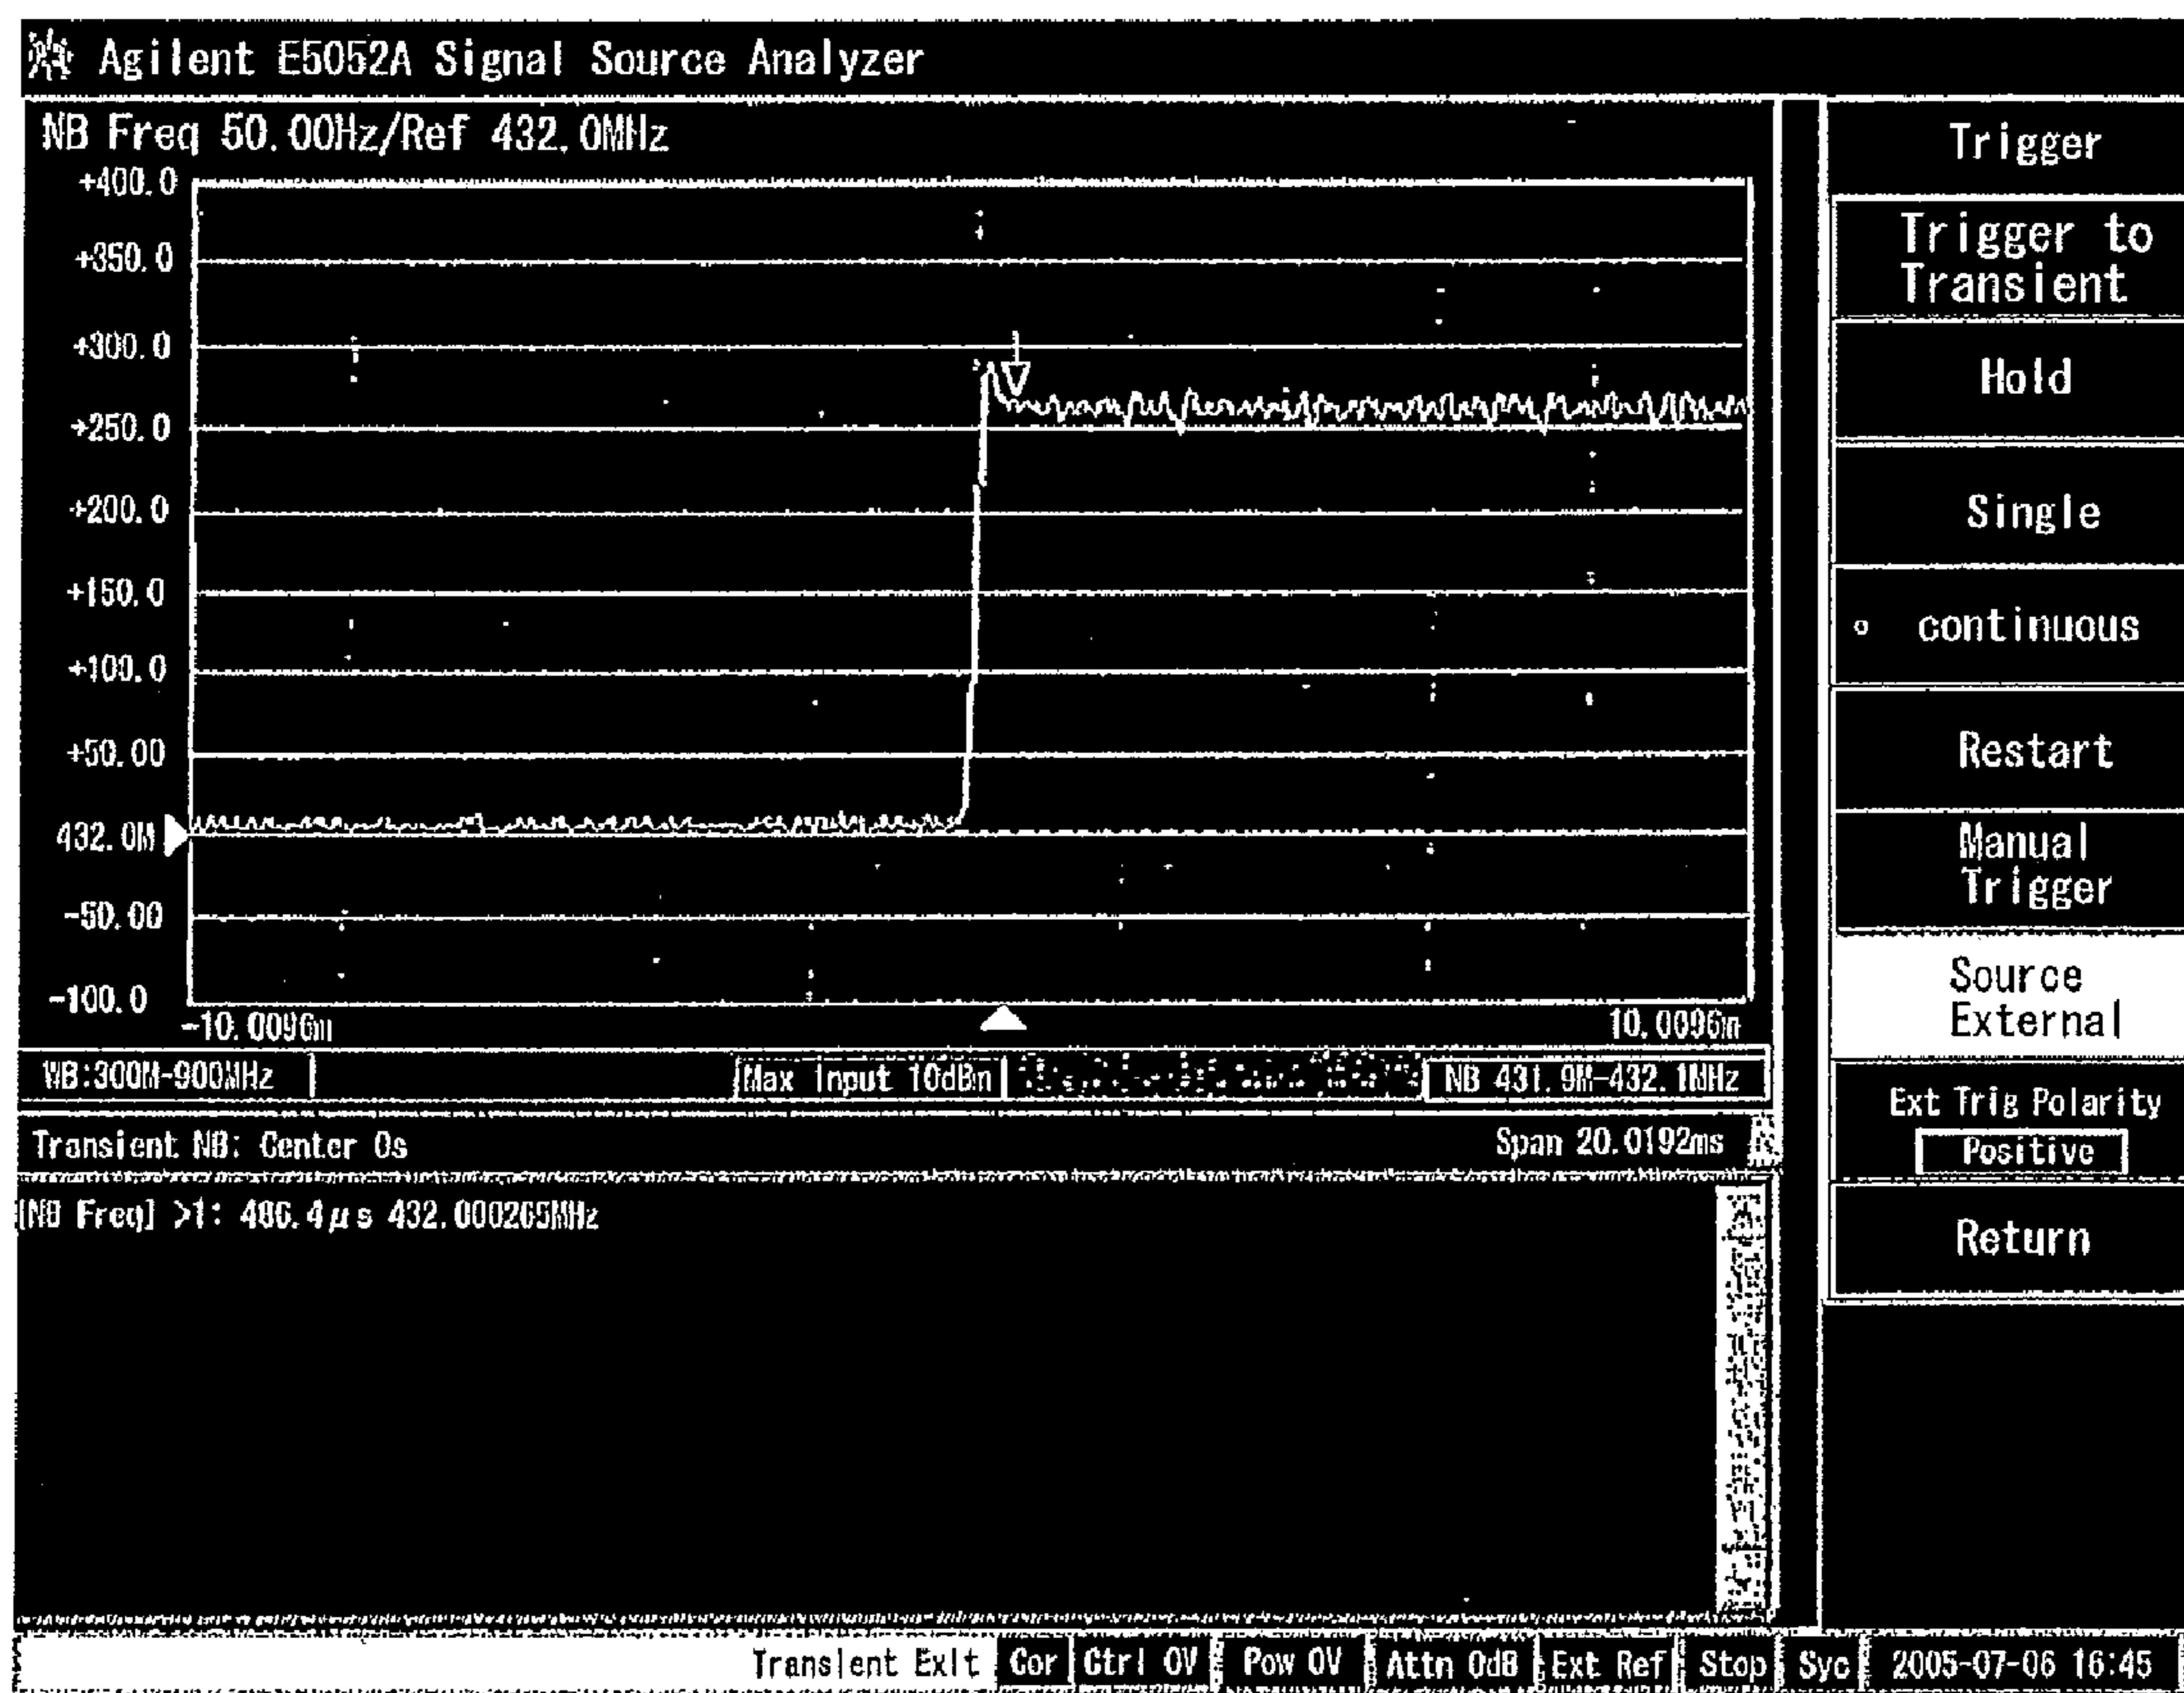 Agilent E5052A Signal Source Analyzer
NB Freq 50.00Hz/Ref 432.0MHz
+400.0
+350.0
+300.0
+250.0
+200.0
+150.0
+100.0
+50.00
432.0M
-50.00
-100.0
-10.0096m
10.0096m
WB:300M-900MHz
Max Input 10dBm
NB 431.9M-432.1MHz
Transient NB: Center 0s
Span 20.0192ms
[NB Freq] >1: 486.4μs 432.000265MHz
Trigger
Trigger to
Transient
Hold
Single
continuous
Restart
Manual
Trigger
Source
External
Ext Trig Polarity
Positive
Return
Transient Exit Cor Ctrl 0V Pow 0V Attn 0dB Ext Ref Stop Svc 2005-07-06 16:45